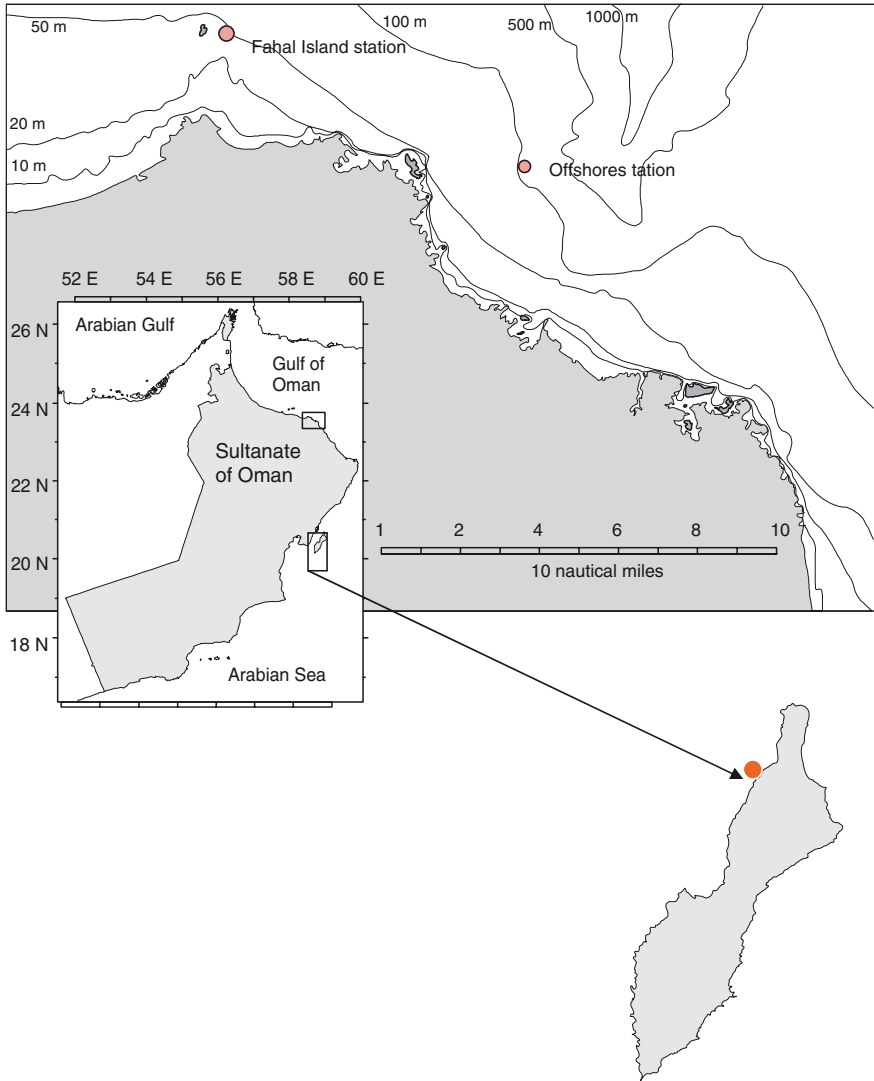 50 m
100 m
500 m
1000 m
Fahal Island station
20 m
10 m
Offshores tation
52 E 54 E 56 E 58 E 60 E
26 N
Arabian Gulf
Gulf of
Oman
24 N
Sultanate
of Oman
22 N
20 N
18 N
Arabian Sea
1 2 4 6 8 10
10 nautical miles